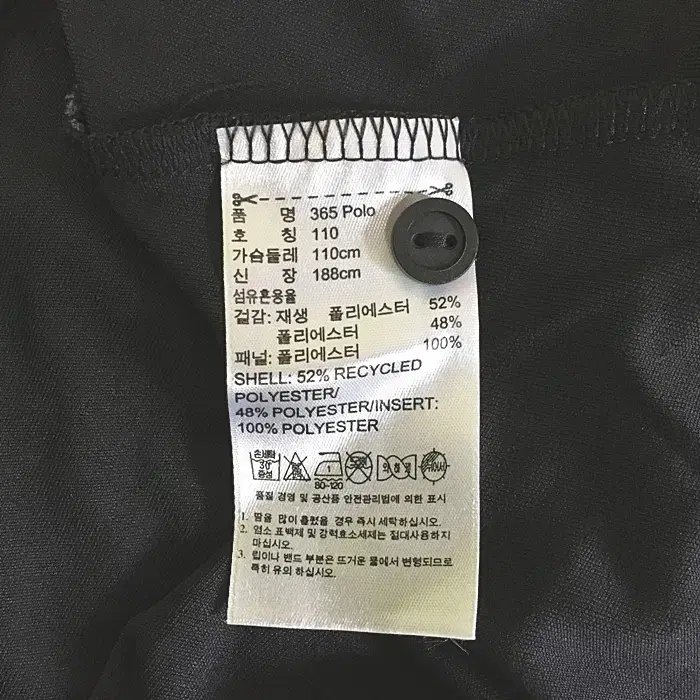 품 명 365 Polo
호 칭 110
가슴둘레 110cm
신 장 188cm
섬유혼용율
겉감: 재생 폴리에스터 52%
폴리에스터 48%
패널: 폴리에스터 100%
SHELL: 52% RECYCLED
POLYESTER/
48% POLYESTER/INSERT:
100% POLYESTER
손세탁
30
중성
1
80-120
품질 경영 및 공산품 안전관리법에 의한 표시
1. 땀을 많이 흘렸을 경우 즉시 세탁하십시오.
2. 염소 표백제 및 강력효소세제는 절대사용하지
마십시오.
3. 립이나 밴드 부분은 뜨거운 물에서 변형되므로
특히 유의 하십시오.